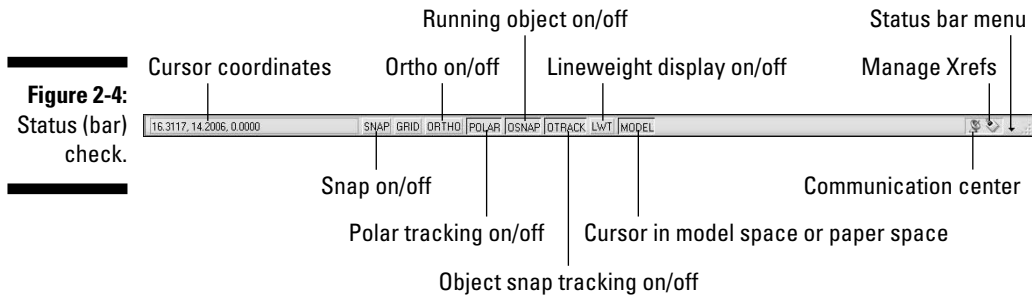 Running object on/off
Status bar menu
Cursor coordinates
Ortho on/off
Lineweight display on/off
Manage Xrefs
Figure 2-4:
Status (bar)
check.
16.3117, 14.2006, 0.0000
SNAP GRID ORTHO POLAR OSNAP OTRACK LWT MODEL
Snap on/off
Communication center
Polar tracking on/off
Cursor in model space or paper space
Object snap tracking on/off